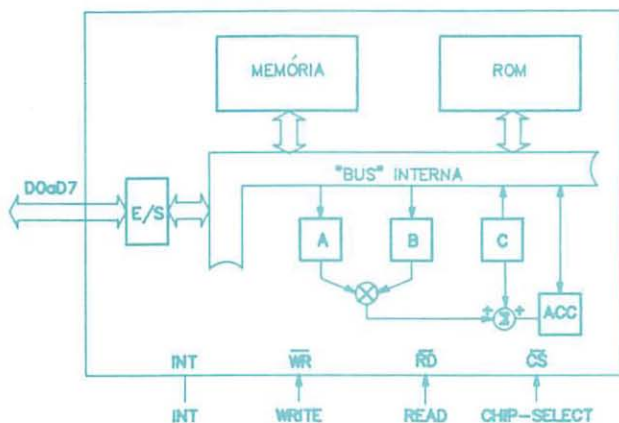 MEMÓRIA
ROM
D0aD7
"BUS" INTERNA
E/S
A
B
C
ACC
INT
WR
RD
CS
INT
WRITE
READ
CHIP-SELECT